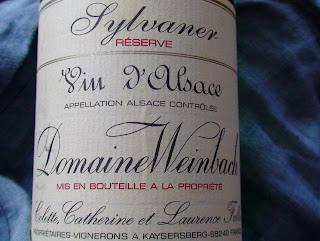 Sylvaner
RÉSERVE
Vin d'Alsace
APPELLATION ALSACE CONTRÔLÉE
Domaine Weinbach
MIS EN BOUTEILLE A LA PROPRIÉTÉ
Colette, Catherine et Laurence
PROPRIÉTAIRES-VIGNERONS A KAYSERSBERG-68240